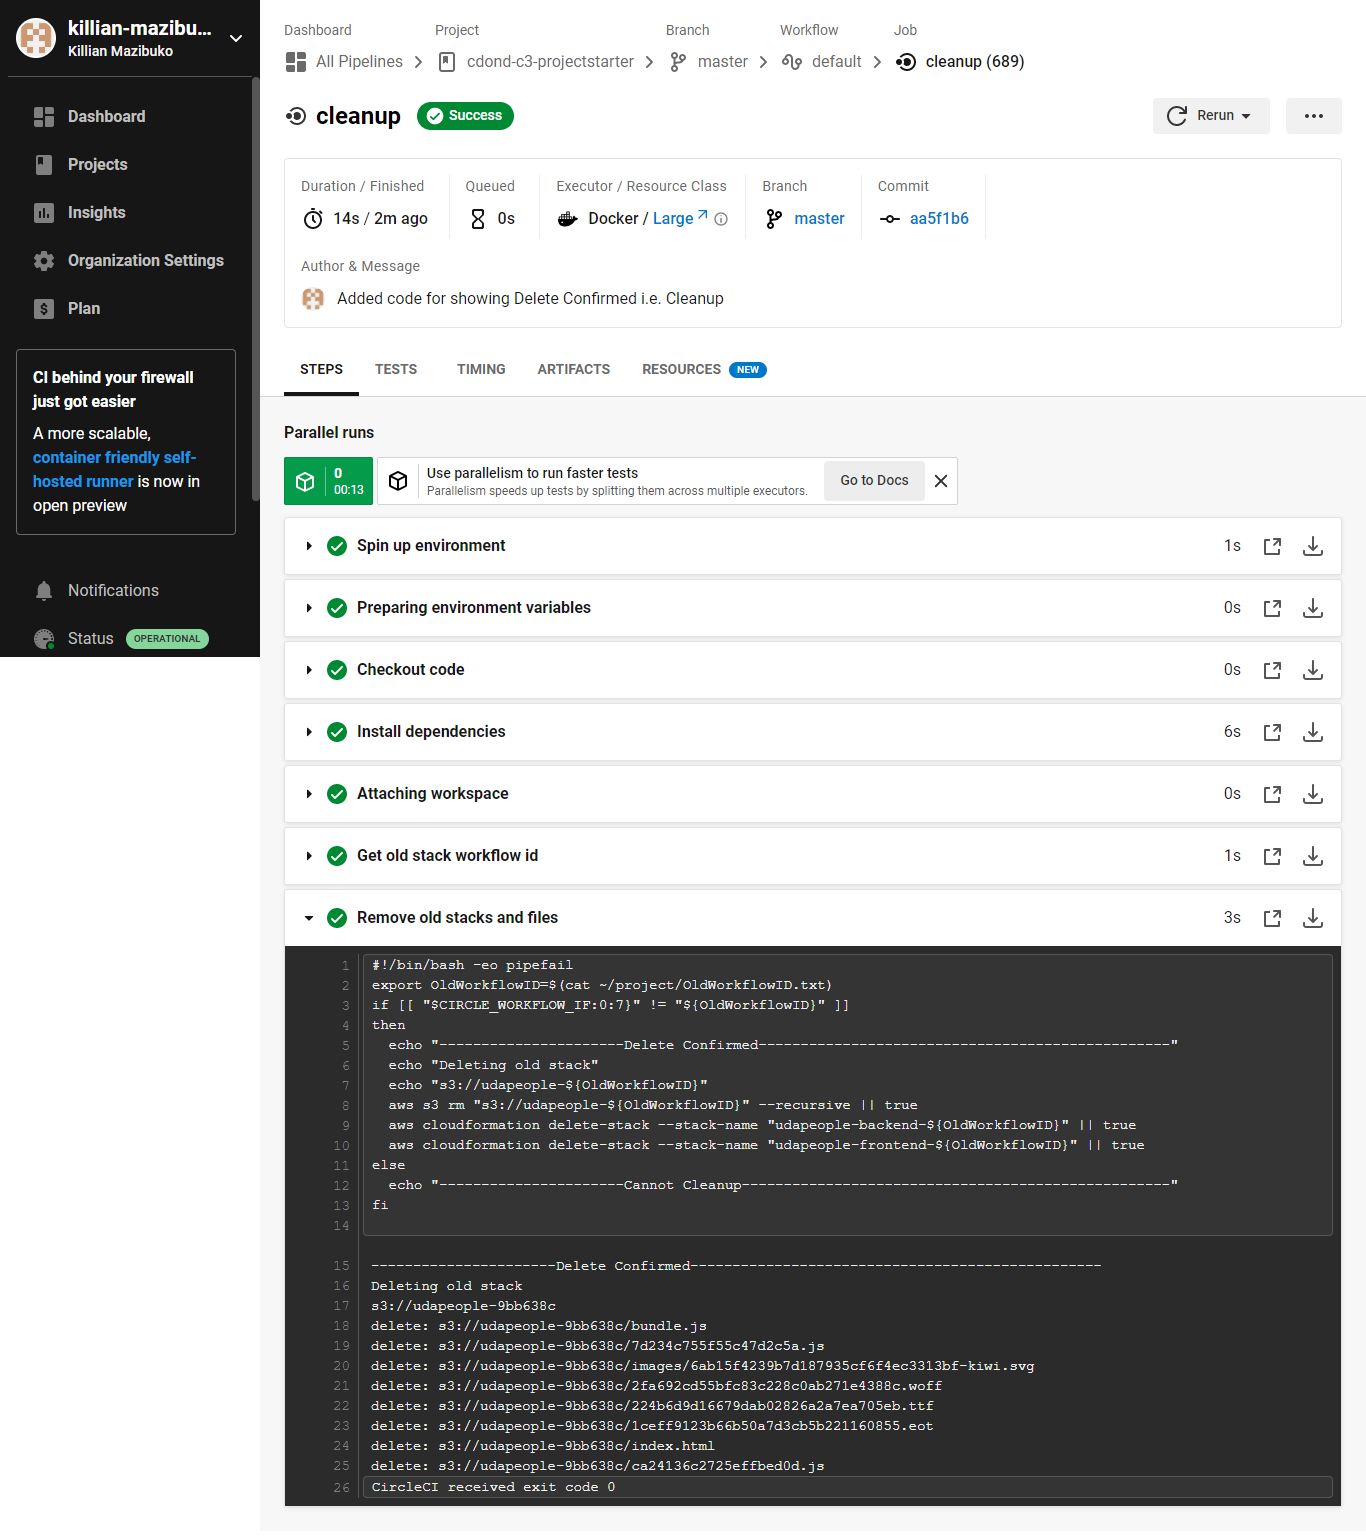 killian-mazibu...
Killian Mazibuko
Dashboard
Projects
Insights
Organization Settings
Plan
CI behind your firewall
just got easier
A more scalable,
container friendly self-
hosted runner is now in
open preview
Notifications
Status OPERATIONAL
Dashboard Project Branch Workflow Job
All Pipelines cdond-c3-projectstarter master default cleanup (689)
cleanup Success Rerun ...
Duration / Finished Queued Executor / Resource Class Branch Commit
14s / 2m ago 0s Docker / Large master aa5f1b6
Author & Message
Added code for showing Delete Confirmed i.e. Cleanup
STEPS TESTS TIMING ARTIFACTS RESOURCES NEW
Parallel runs
0
00:13
Use parallelism to run faster tests
Parallelism speeds up tests by splitting them across multiple executors.
Go to Docs
Spin up environment 1s
Preparing environment variables 0s
Checkout code 0s
Install dependencies 6s
Attaching workspace 0s
Get old stack workflow id 1s
Remove old stacks and files 3s
1 #!/bin/bash -eo pipefail
2 export OldWorkflowID=$(cat ~/project/OldWorkflowID.txt)
3 if [[ "$CIRCLE_WORKFLOW_IF:0:7}" != "${OldWorkflowID}" ]]
4 then
5   echo "----------------------Delete Confirmed-------------------------------------------------"
6   echo "Deleting old stack"
7   echo "s3://udapeople-${OldWorkflowID}"
8   aws s3 rm "s3://udapeople-${OldWorkflowID}" --recursive || true
9   aws cloudformation delete-stack --stack-name "udapeople-backend-${OldWorkflowID}" || true
10   aws cloudformation delete-stack --stack-name "udapeople-frontend-${OldWorkflowID}" || true
11 else
12   echo "----------------------Cannot Cleanup---------------------------------------------------"
13 fi
14
15 ----------------------Delete Confirmed-------------------------------------------------
16 Deleting old stack
17 s3://udapeople-9bb638c
18 delete: s3://udapeople-9bb638c/bundle.js
19 delete: s3://udapeople-9bb638c/7d234c755f55c47d2c5a.js
20 delete: s3://udapeople-9bb638c/images/6ab15f4239b7d187935cf6f4ec3313bf-kiwi.svg
21 delete: s3://udapeople-9bb638c/2fa692cd55bfc83c228c0ab271e4388c.woff
22 delete: s3://udapeople-9bb638c/224b6d9d16679dab02826a2a7ea705eb.ttf
23 delete: s3://udapeople-9bb638c/1ceff9123b66b50a7d3cb5b221160855.eot
24 delete: s3://udapeople-9bb638c/index.html
25 delete: s3://udapeople-9bb638c/ca24136c2725effbed0d.js
26 CircleCI received exit code 0